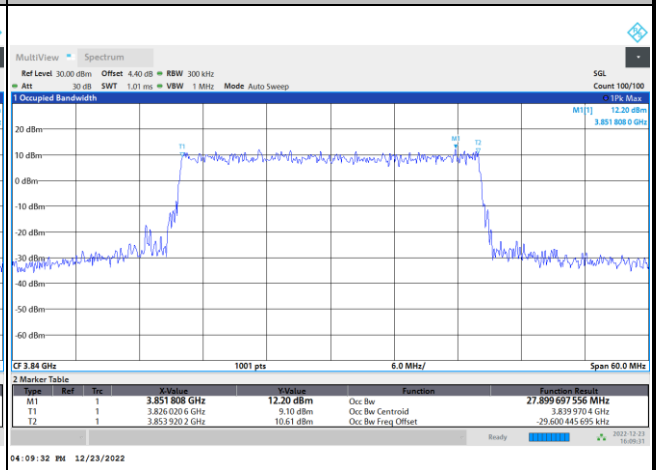 MultiView Spectrum
Ref Level 30.00 dBm Offset 4.40 dB RBW 300 kHz SGL
Att 30 dB SWT 1.01 ms VBW 1 MHz Mode Auto Sweep Count 100/100
1 Occupied Bandwidth 1Pk Max
M1[1] 12.20 dBm
3.851 808 0 GHz
20 dBm
M1
T1 T2
10 dBm
0 dBm
-10 dBm
-20 dBm
-30 dBm
-40 dBm
-50 dBm
-60 dBm
CF 3.84 GHz 1001 pts 6.0 MHz/ Span 60.0 MHz
2 Marker Table
Type Ref Trc X-Value Y-Value Function Function Result
M1 1 3.851 808 GHz 12.20 dBm Occ Bw 27.899 697 556 MHz
T1 1 3.826 020 6 GHz 9.10 dBm Occ Bw Centroid 3.839 970 4 GHz
T2 1 3.853 920 2 GHz 10.61 dBm Occ Bw Freq Offset -29.600 445 695 kHz
Ready 2022-12-23
16:09:31
04:09:32 PM 12/23/2022